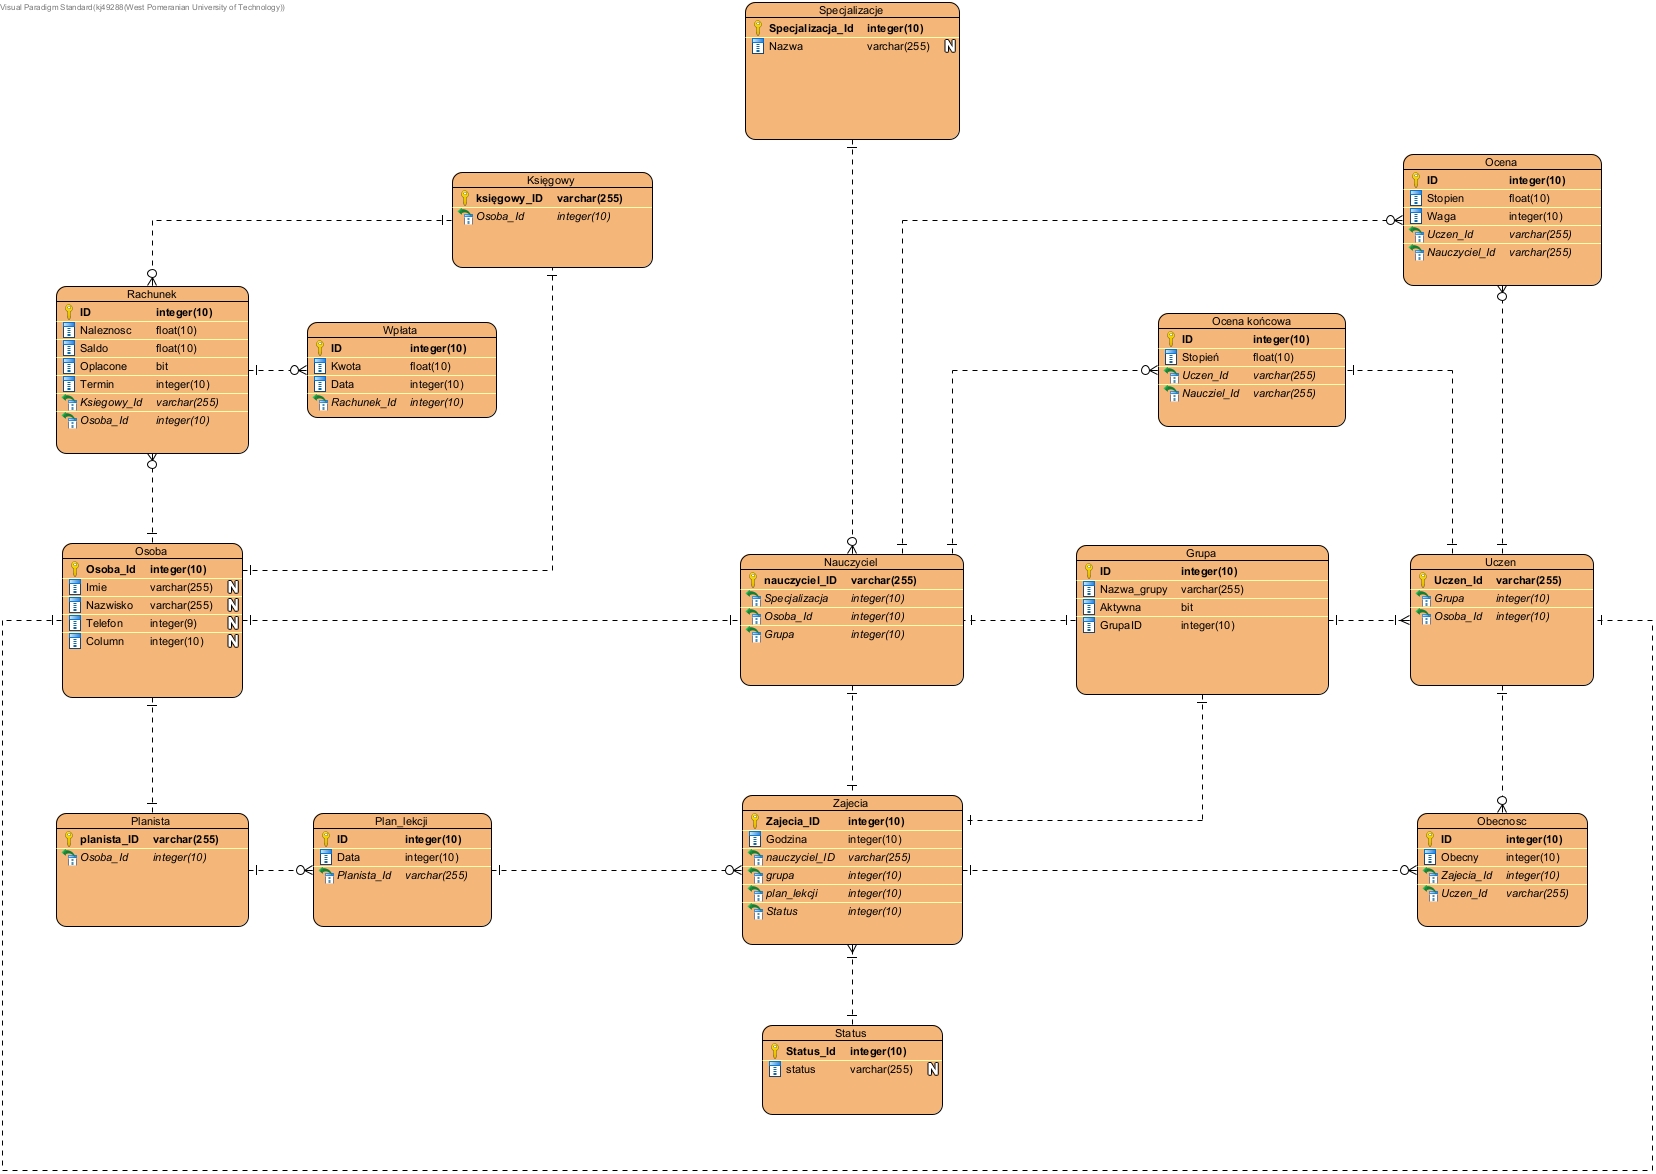 Visual Paradigm Standard(kj49288(West Pomeranian University of Technology))
Specjalizacje
Specjalizacja_Id integer(10)
Nazwa varchar(255) N
Księgowy
księgowy_ID varchar(255)
Osoba_Id integer(10)
Ocena
ID integer(10)
Stopien float(10)
Waga integer(10)
Uczen_Id varchar(255)
Nauczyciel_Id varchar(255)
Rachunek
ID integer(10)
Naleznosc float(10)
Saldo float(10)
Oplacone bit
Termin integer(10)
Ksiegowy_Id varchar(255)
Osoba_Id integer(10)
Wpłata
ID integer(10)
Kwota float(10)
Data integer(10)
Rachunek_Id integer(10)
Ocena końcowa
ID integer(10)
Stopień float(10)
Uczen_Id varchar(255)
Naucziel_Id varchar(255)
Osoba
Osoba_Id integer(10)
Imie varchar(255) N
Nazwisko varchar(255) N
Telefon integer(9) N
Column integer(10) N
Nauczyciel
nauczyciel_ID varchar(255)
Specjalizacja integer(10)
Osoba_Id integer(10)
Grupa integer(10)
Grupa
ID integer(10)
Nazwa_grupy varchar(255)
Aktywna bit
GrupaID integer(10)
Uczen
Uczen_Id varchar(255)
Grupa integer(10)
Osoba_Id integer(10)
Planista
planista_ID varchar(255)
Osoba_Id integer(10)
Plan_lekcji
ID integer(10)
Data integer(10)
Planista_Id varchar(255)
Zajecia
Zajecia_ID integer(10)
Godzina integer(10)
nauczyciel_ID varchar(255)
grupa integer(10)
plan_lekcji integer(10)
Status integer(10)
Obecnosc
ID integer(10)
Obecny integer(10)
Zajecia_Id integer(10)
Uczen_Id varchar(255)
Status
Status_Id integer(10)
status varchar(255) N